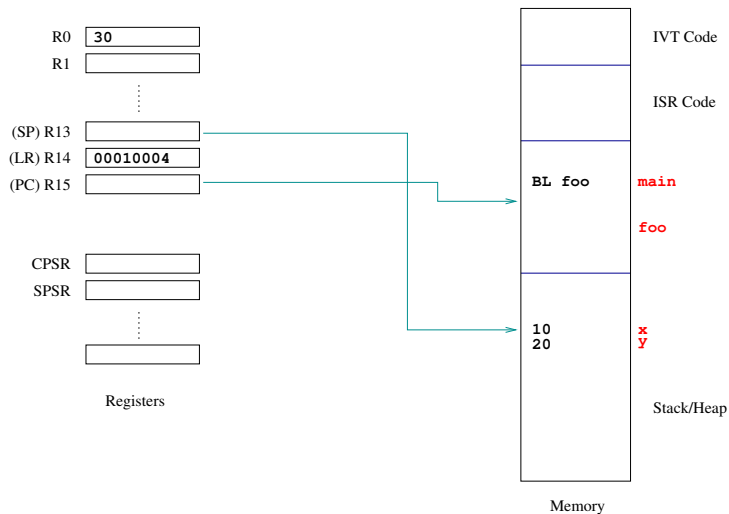 R0 30
R1
(SP) R13
(LR) R14 00010004
(PC) R15
CPSR
SPSR
Registers
IVT Code
ISR Code
BL foo main
foo
10 x
20 y
Stack/Heap
Memory